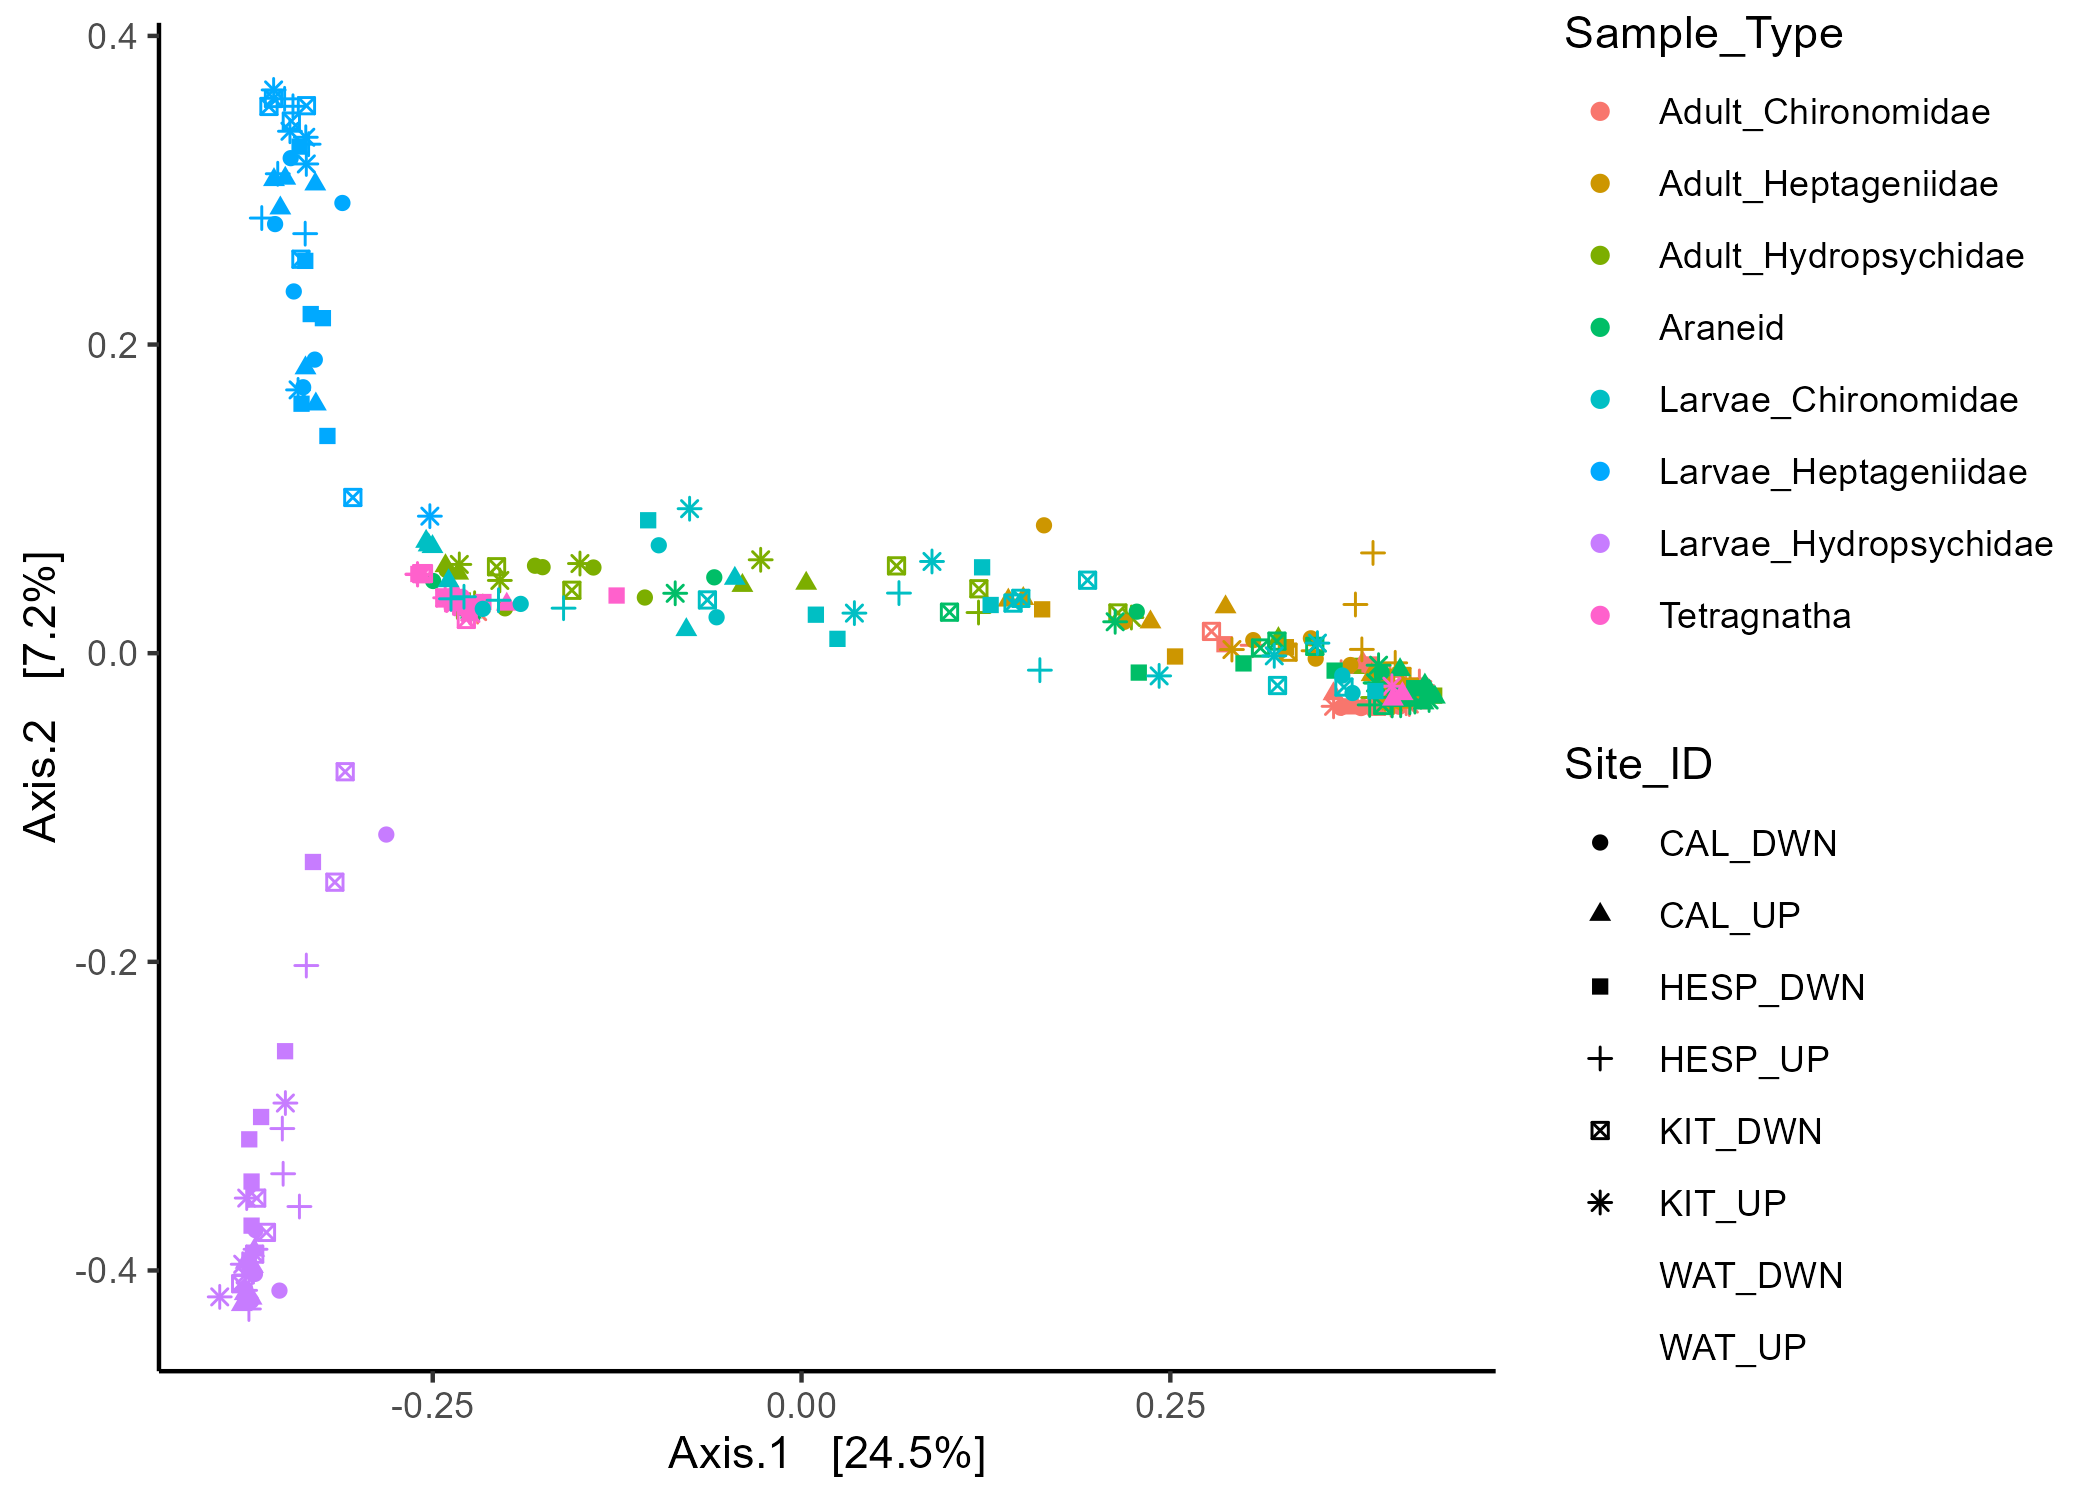 0.4
0.2
0.0
-0.2
-0.4
Axis.2 [7.2%]
-0.25
0.00
0.25
Axis.1 [24.5%]
Sample_Type
Adult_Chironomidae
Adult_Heptageniidae
Adult_Hydropsychidae
Araneid
Larvae_Chironomidae
Larvae_Heptageniidae
Larvae_Hydropsychidae
Tetragnatha
Site_ID
CAL_DWN
CAL_UP
HESP_DWN
HESP_UP
KIT_DWN
KIT_UP
WAT_DWN
WAT_UP